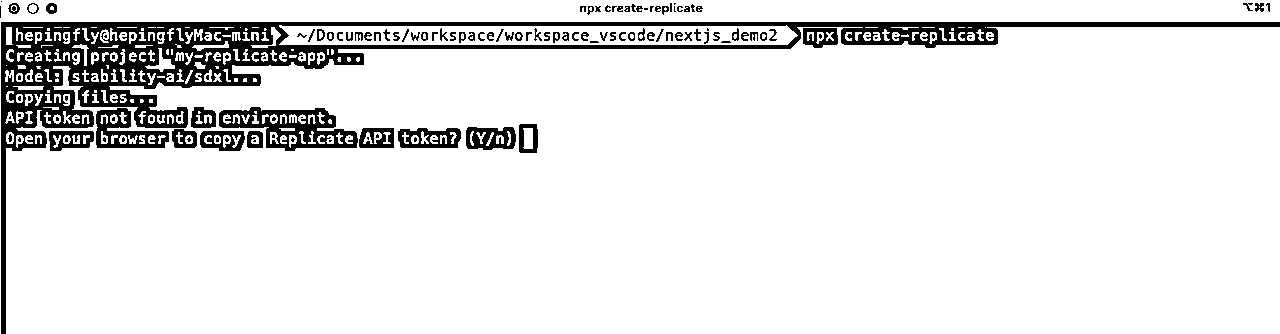 npx create-replicate ⌥⌘1
hepingfly@hepingflyMac-mini ~/Documents/workspace/workspace_vscode/nextjs_demo2 npx create-replicate
Creating project "my-replicate-app"...
Model: stability-ai/sdxl...
Copying files...
API token not found in environment.
Open your browser to copy a Replicate API token? (Y/n)